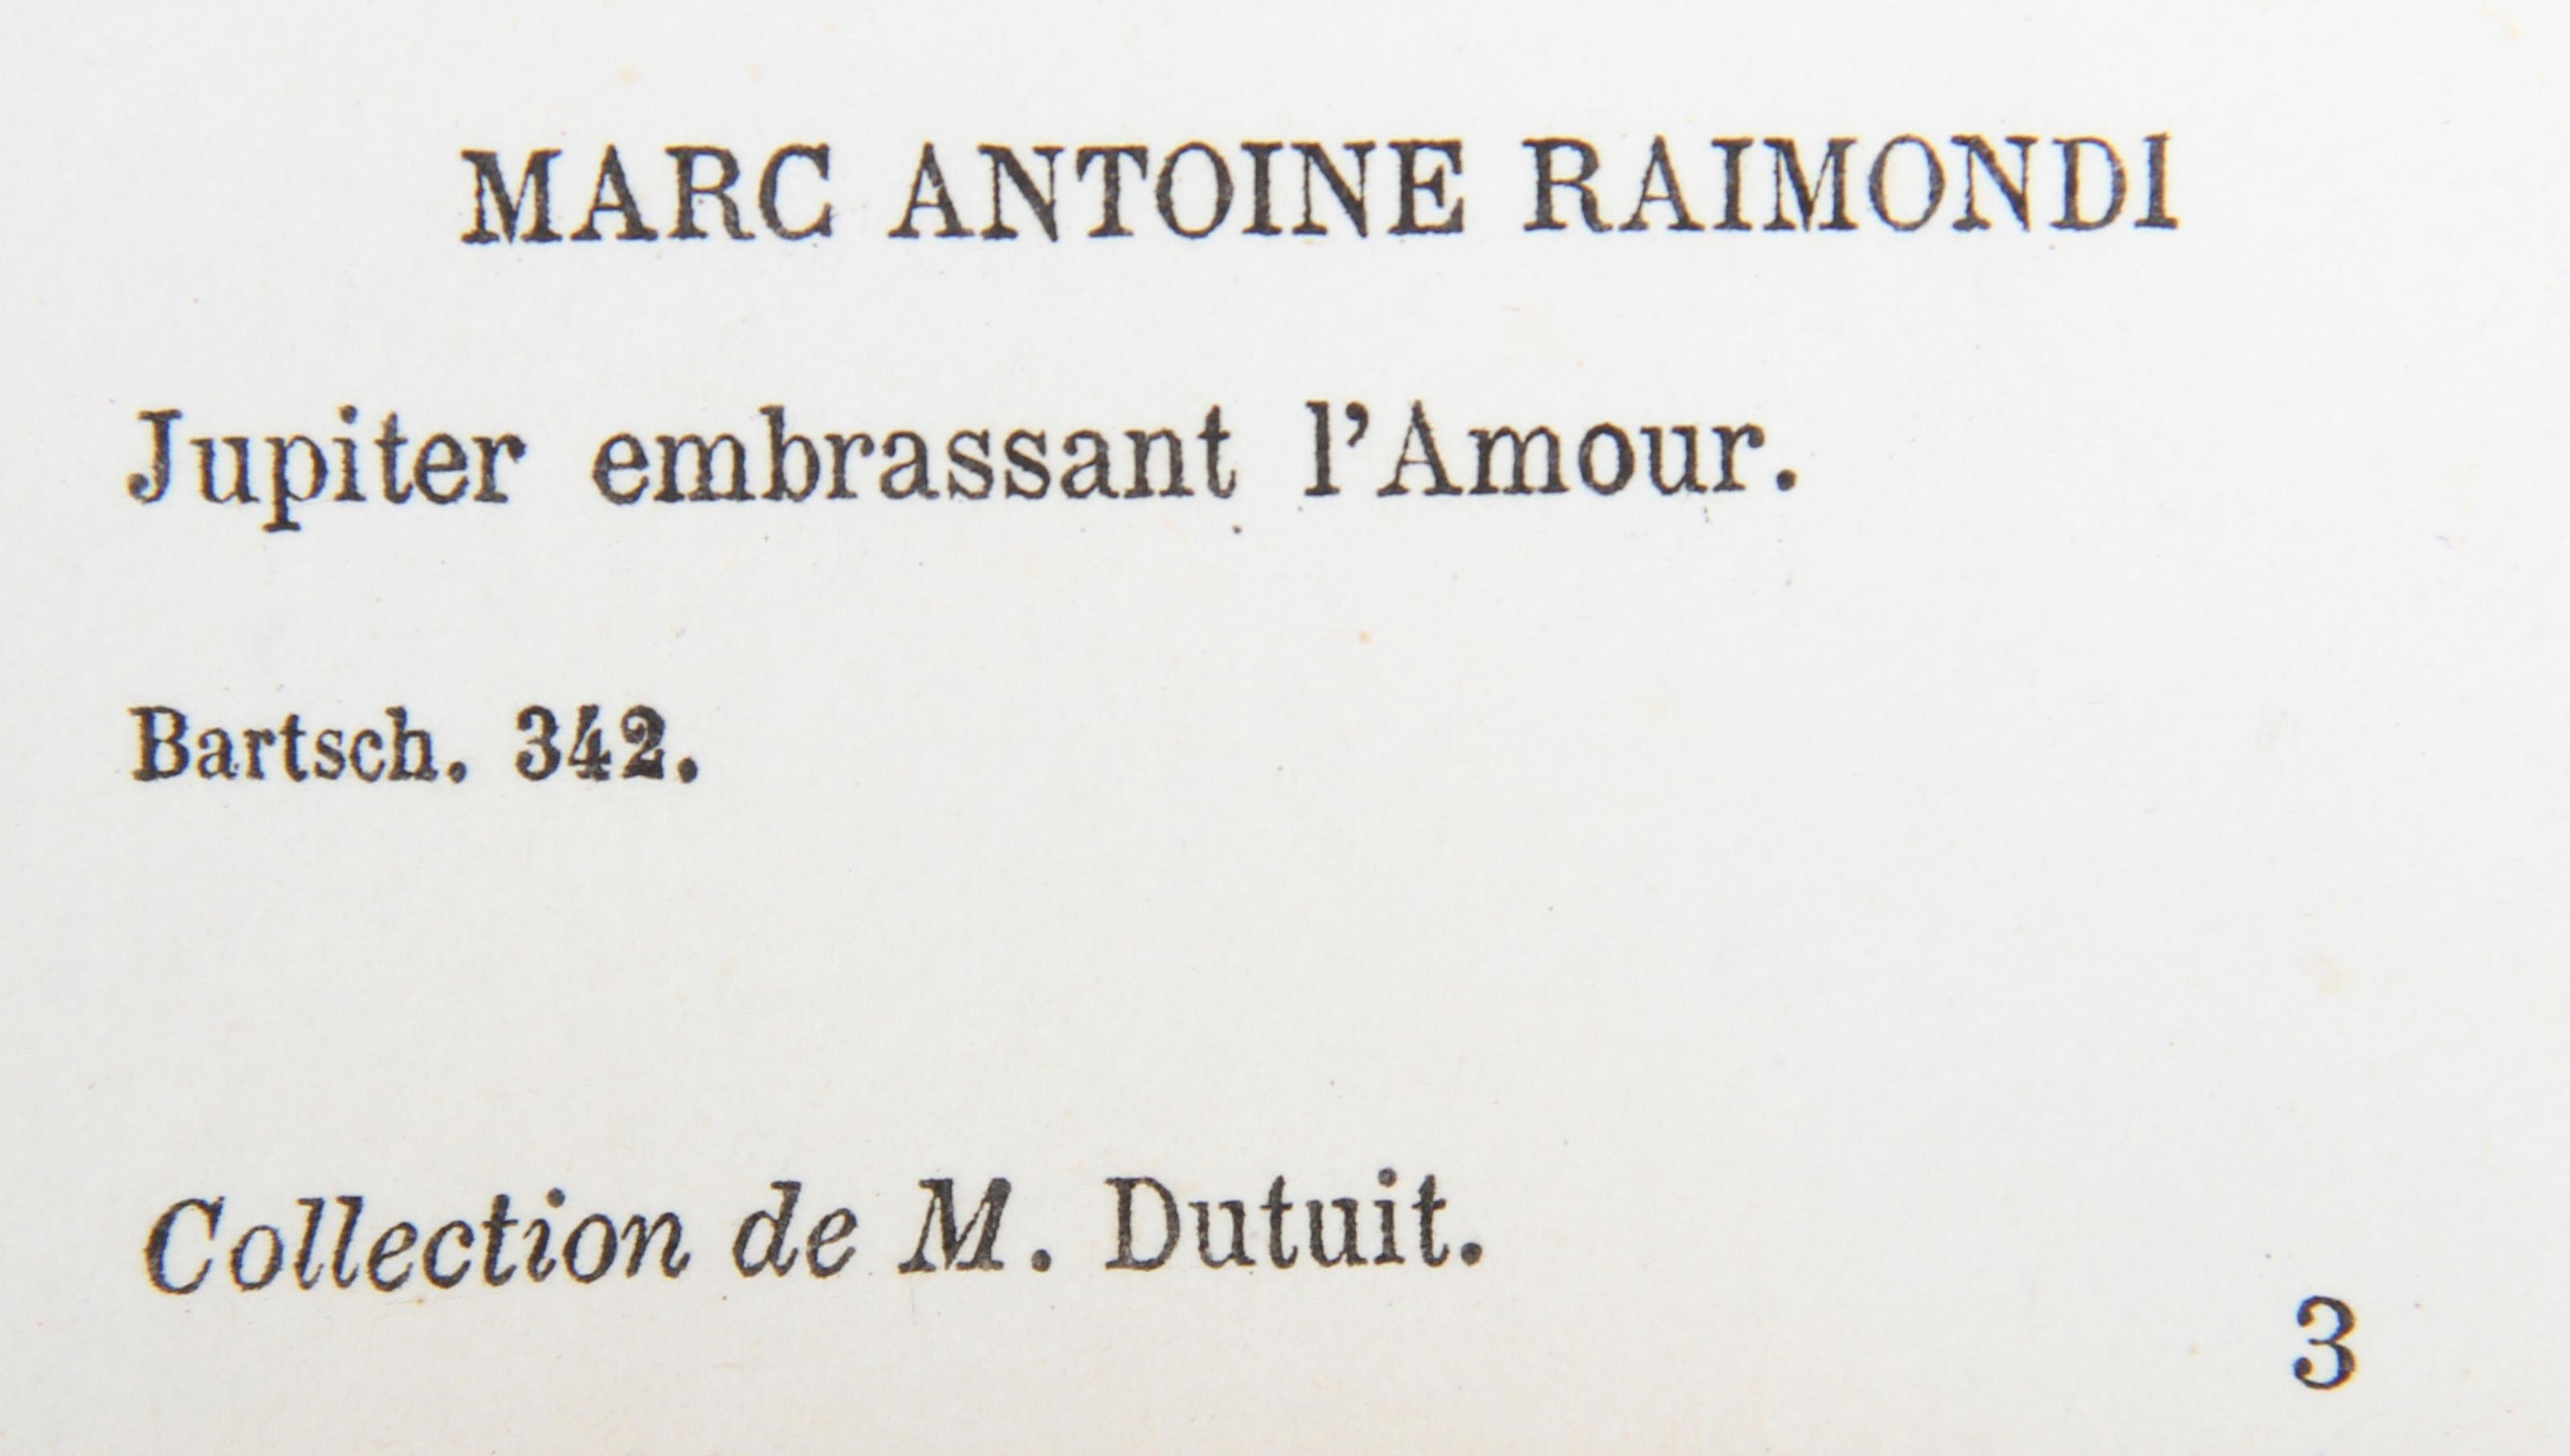 MARC ANTOINE RAIMONDI
Jupiter embrassant l'Amour.
Bartsch. 342.
Collection de M. Dutuit.
3